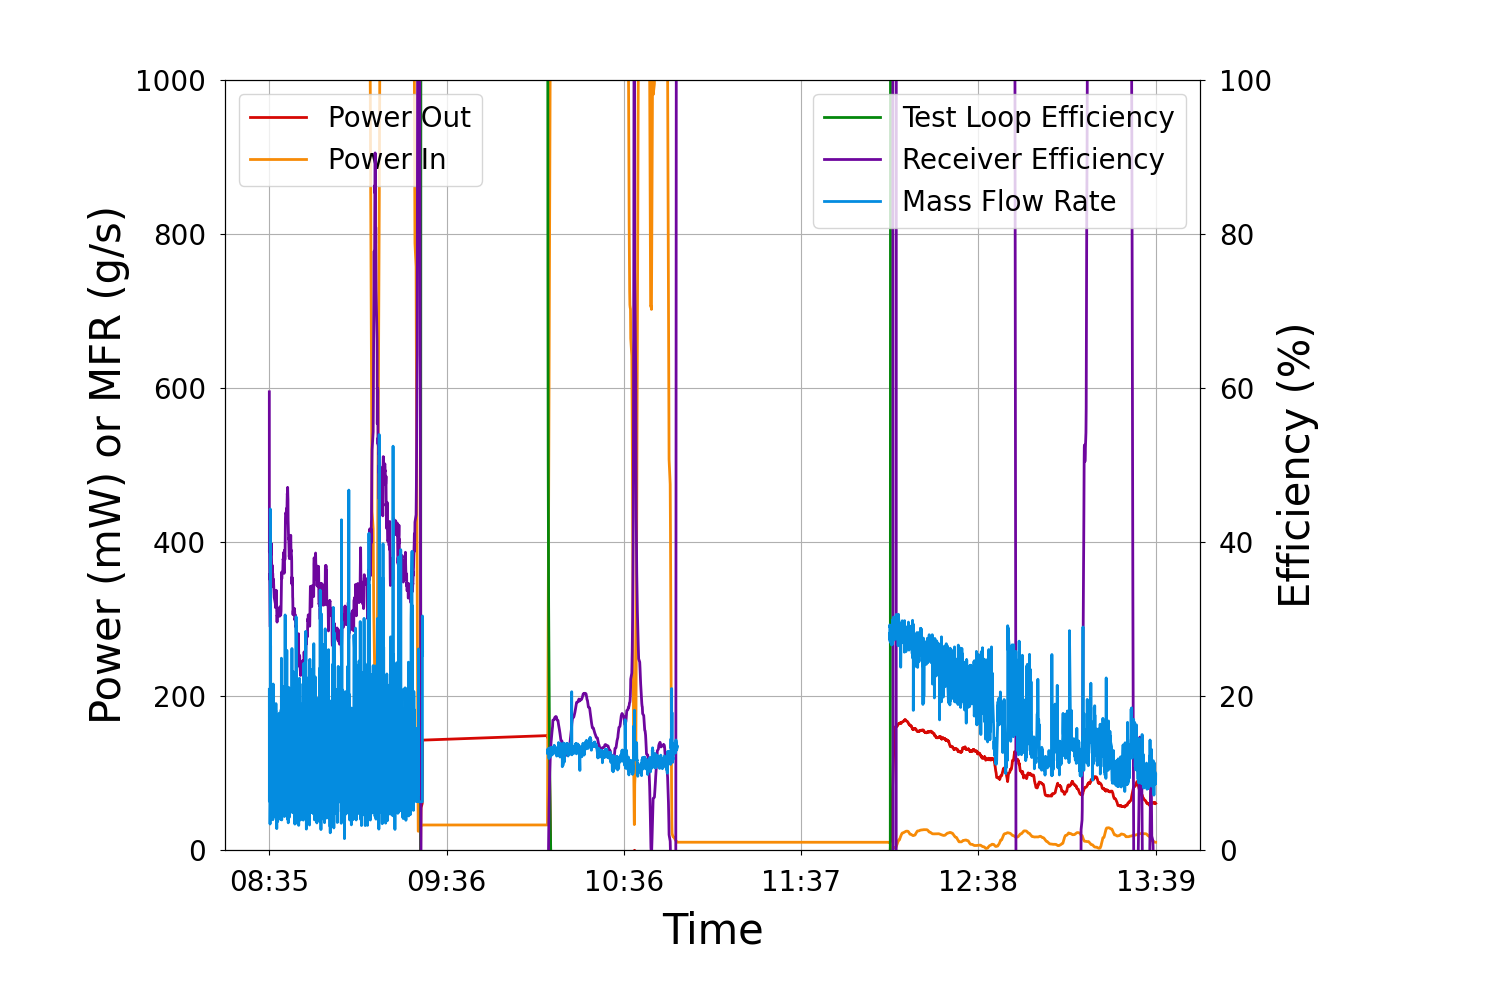 1000
800
600
400
200
0
Power (mW) or MFR (g/s)
Power Out
Power In
Test Loop Efficiency
Receiver Efficiency
Mass Flow Rate
100
80
60
40
20
0
Efficiency (%)
08:35
09:36
10:36
11:37
12:38
13:39
Time